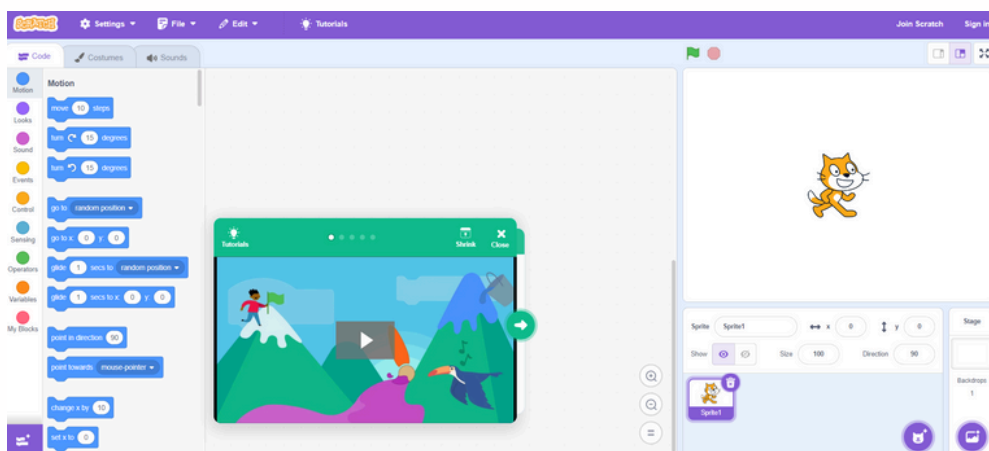 SCRATCH Settings File Edit Tutorials Join Scratch Sign in
Code Costumes Sounds
Motion
Looks
Sound
Events
Control
Sensing
Operators
Variables
My Blocks
Motion
move 10 steps
turn 15 degrees
turn 15 degrees
go to random position
go to x: 0 y: 0
glide 1 secs to random position
glide 1 secs to x: 0 y: 0
point in direction 90
point towards mouse-pointer
change x by 10
set x to 0
Tutorials Shrink Close
Sprite Sprite1 x 0 y 0
Show Size 100 Direction 90
Sprite1
Stage
Backdrops
1